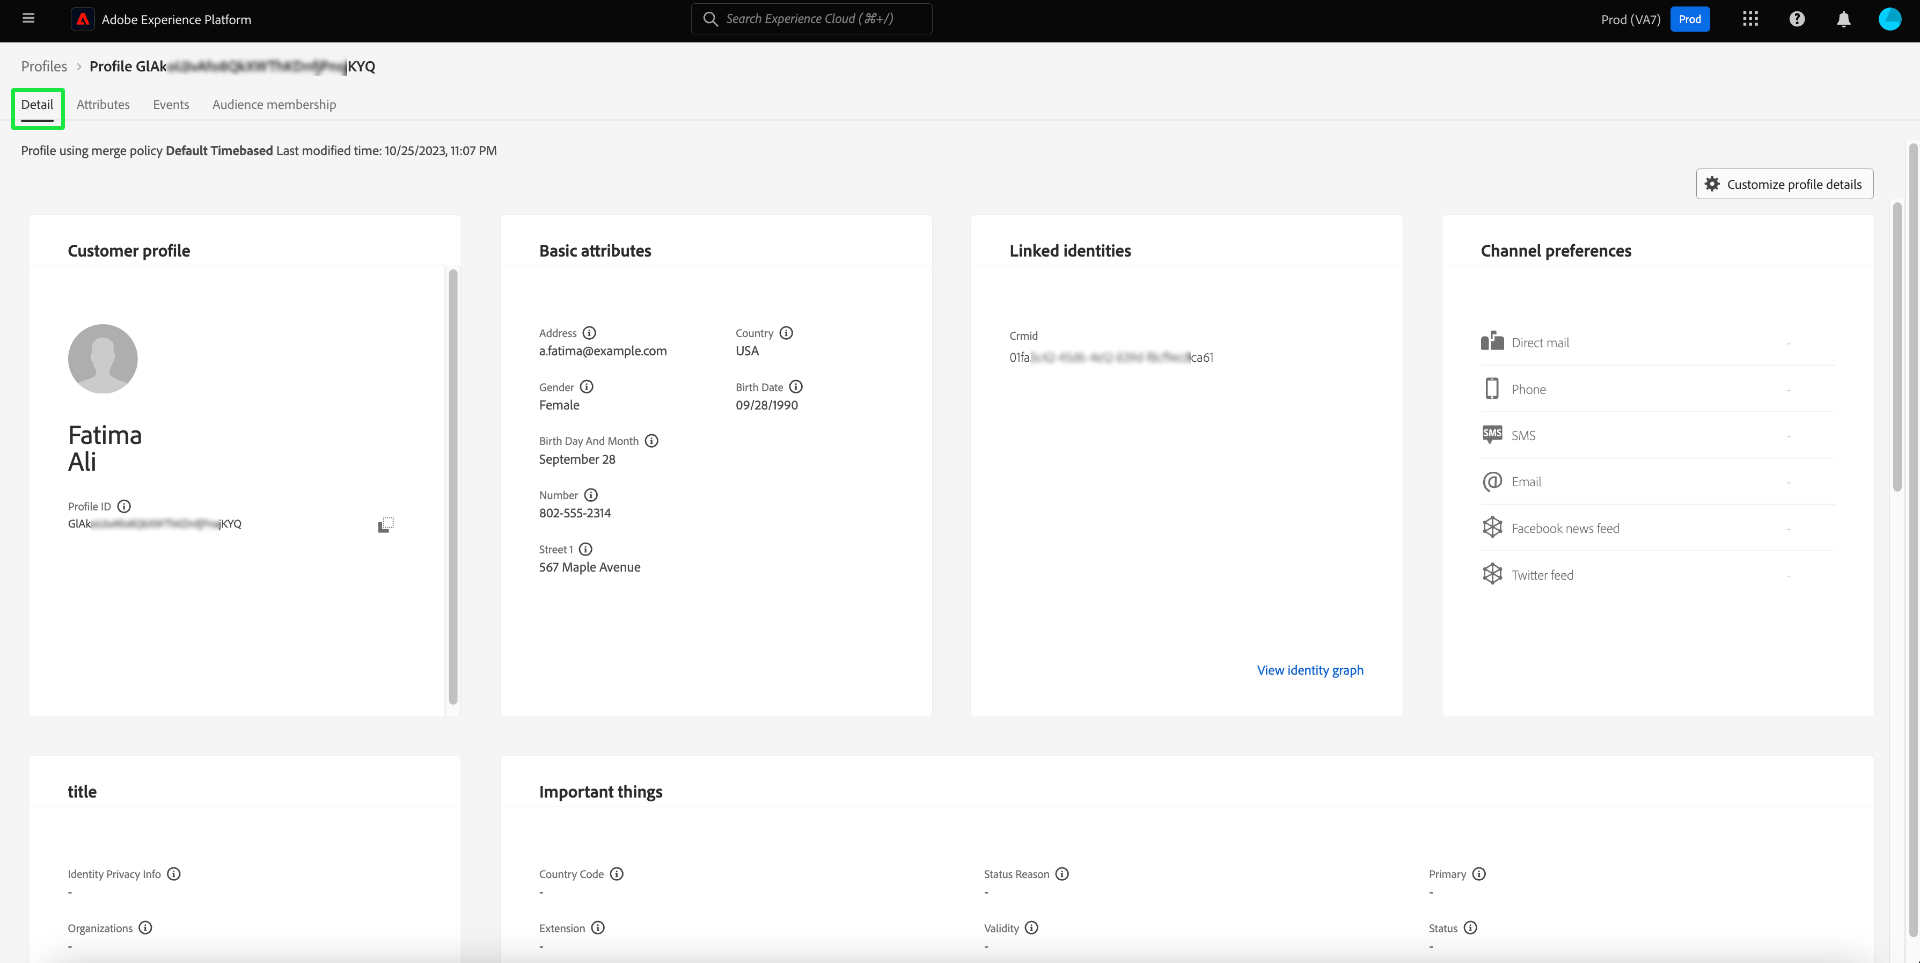 Adobe Experience Platform
Search Experience Cloud (⌘+/)
Prod (VA7)
Prod
Profiles > Profile GlAk KYQ
Detail
Attributes
Events
Audience membership
Profile using merge policy Default Timebased Last modified time: 10/25/2023, 11:07 PM
Customize profile details
Customer profile
Fatima
Ali
Profile ID
GlAk KYQ
Basic attributes
Address
a.fatima@example.com
Country
USA
Gender
Female
Birth Date
09/28/1990
Birth Day And Month
September 28
Number
802-555-2314
Street 1
567 Maple Avenue
Linked identities
Crmid
01fa ca61
View identity graph
Channel preferences
Direct mail -
Phone -
SMS
SMS -
Email -
Facebook news feed -
Twitter feed -
title
Identity Privacy Info
-
Organizations
-
Important things
Country Code
-
Status Reason
-
Primary
-
Extension
-
Validity
-
Status
-